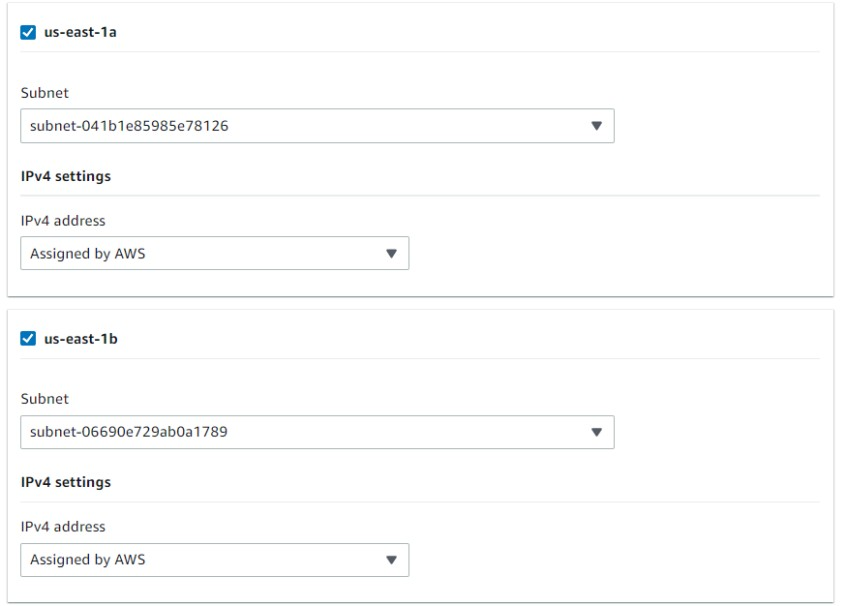 us-east-1a
Subnet
subnet-041b1e85985e78126
IPv4 settings
IPv4 address
Assigned by AWS
us-east-1b
Subnet
subnet-06690e729ab0a1789
IPv4 settings
IPv4 address
Assigned by AWS